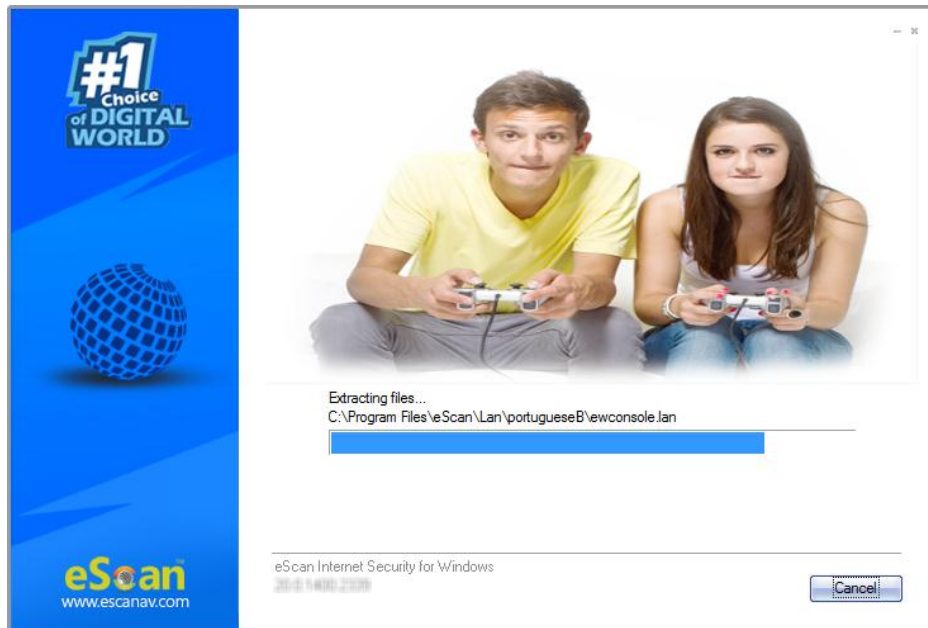 #1
Choice
of DIGITAL
WORLD
Extracting files...
C:\Program Files\eScan\Lan\portugueseB\ewconsole.lan
eScan Internet Security for Windows
Cancel
eScan
www.escanav.com